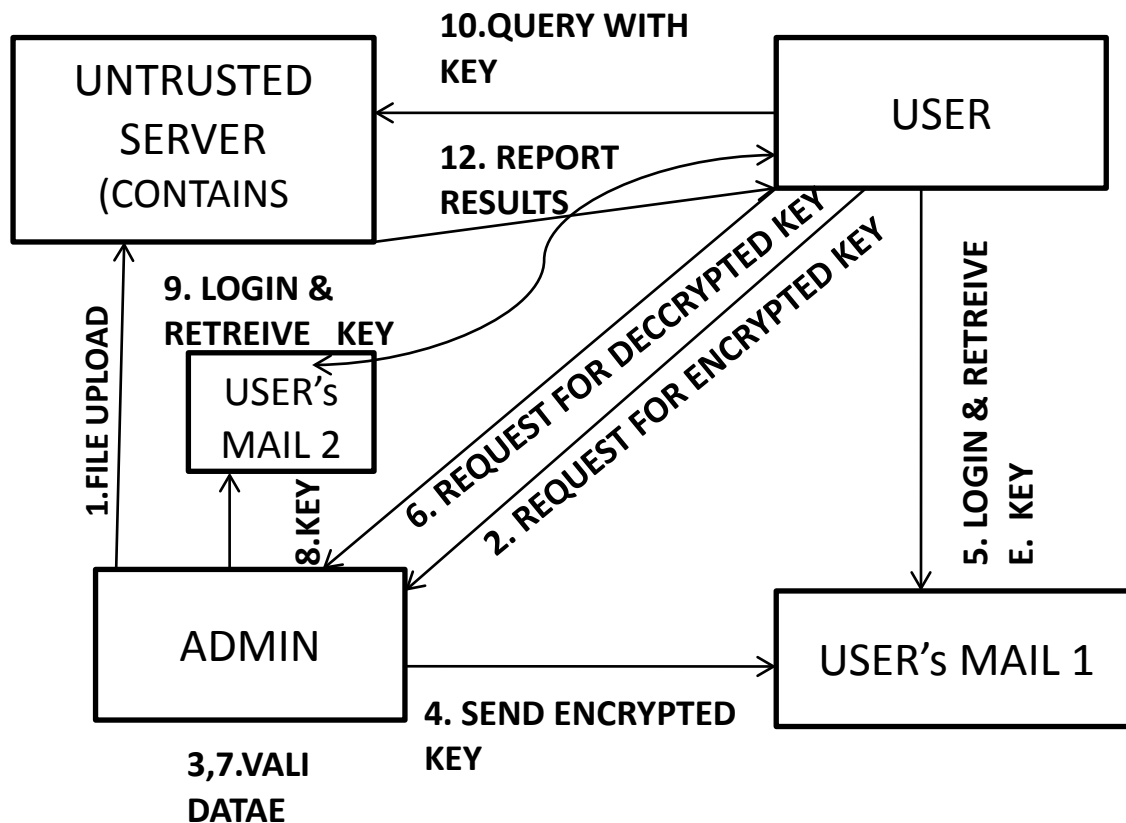 10.QUERY WITH
KEY
UNTRUSTED
SERVER
(CONTAINS
USER
12. REPORT
RESULTS
9. LOGIN &
RETREIVE   KEY
USER's
MAIL 2
1.FILE UPLOAD
8.KEY
6. REQUEST FOR DECCRYPTED KEY
2. REQUEST FOR ENCRYPTED KEY
5. LOGIN & RETREIVE
E.  KEY
ADMIN
USER's MAIL 1
4. SEND ENCRYPTED
KEY
3,7.VALI
DATAE